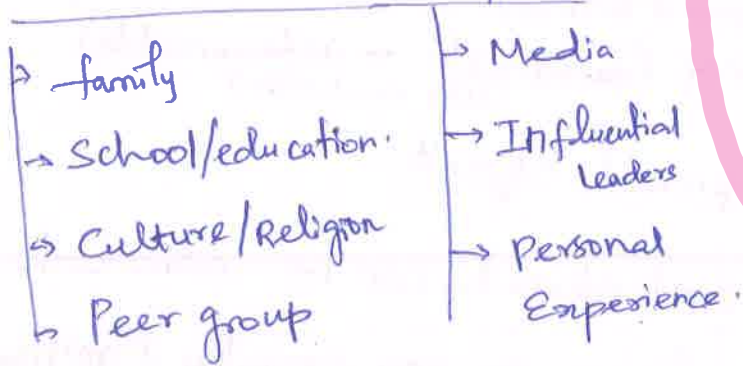 → family
→ School/education.
→ Culture/Religion
→ Peer group
→ Media
→ Influential
Leaders
→ Personal
Experience.